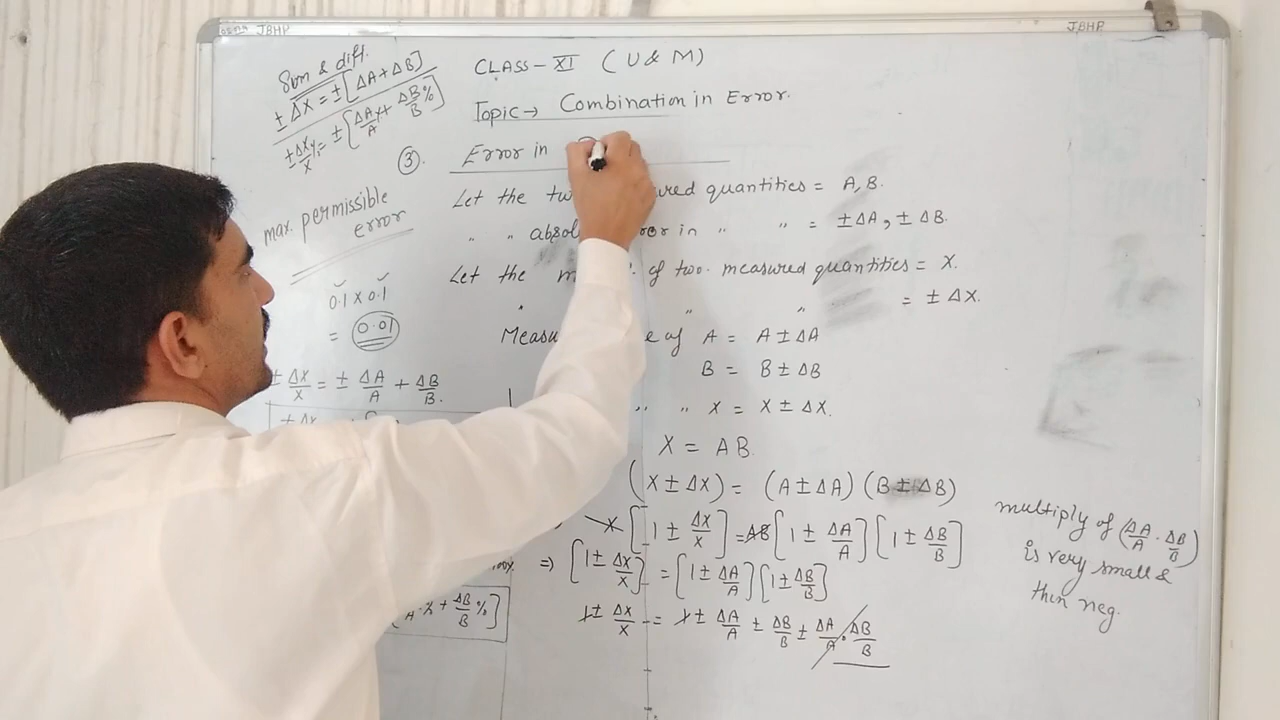 JBHP
JBHP
Sum & diff.
± ΔX = ± [ΔA + ΔB]
CLASS - XI (U & M)
Topic → Combination in Error.
③.
Error in
Let the measured quantities = A, B.
" " error in " " = ± ΔA, ± ΔB.
Let the of two. measured quantities = X.
" " " = ± ΔX.
A = A ± ΔA
B = B ± ΔB
" " X = X ± ΔX.
X = AB.
(X ± ΔX) = (A ± ΔA) (B ± ΔB)
X [1 ± ΔX/X] = AB [1 ± ΔA/A] [1 ± ΔB/B]
⇒ [1 ± ΔX/X] = [1 ± ΔA/A] [1 ± ΔB/B]
1 ± ΔX/X = 1 ± ΔA/A ± ΔB/B ± ΔA/A · ΔB/B
max. permissible
error
0.1 X 0.1
= 0.01
± ΔX/X = ± ΔA/A + ΔB/B.
+ ΔB/B %]
multiply of (ΔA/A · ΔB/B)
is very small &
then neg.